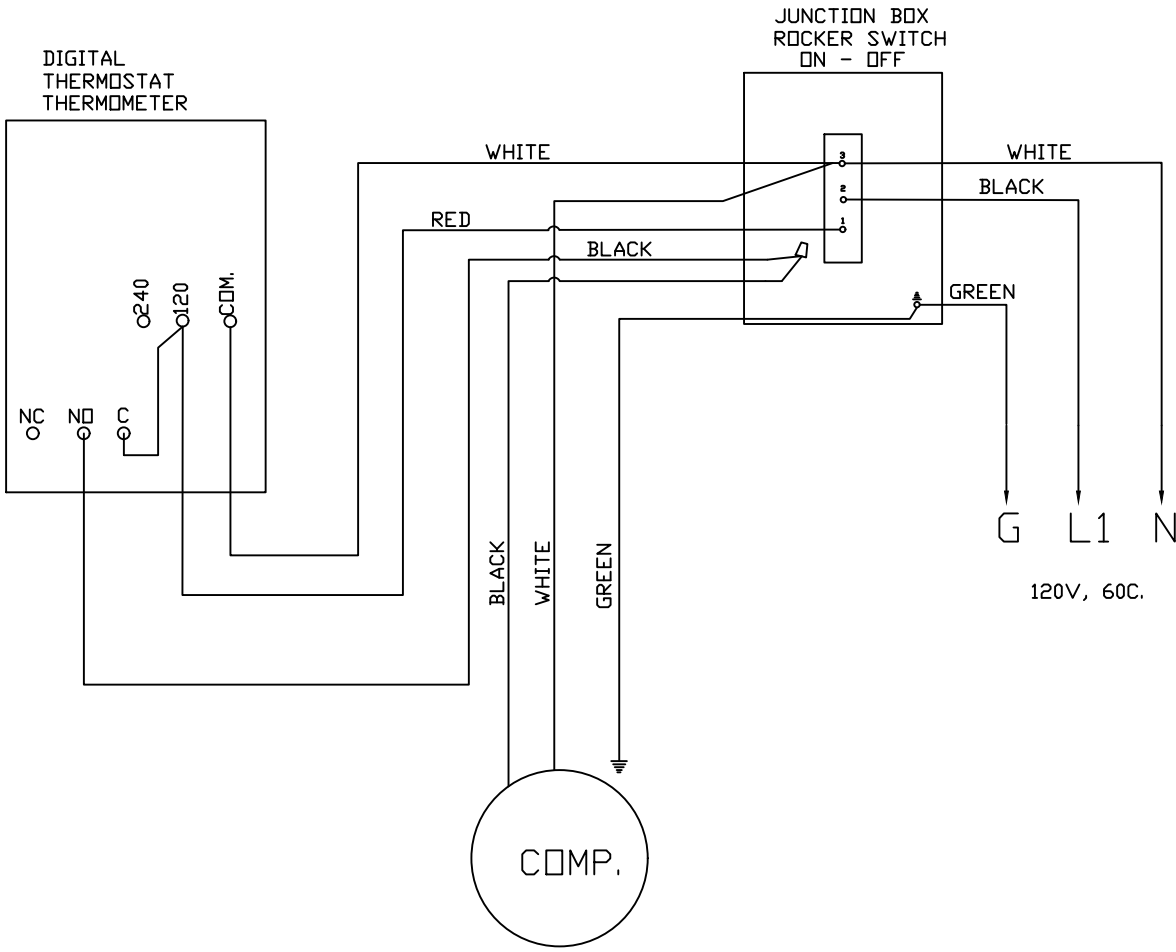 JUNCTION BOX
ROCKER SWITCH
ON - OFF
DIGITAL
THERMOSTAT
THERMOMETER
WHITE
3
WHITE
2
BLACK
RED
1
BLACK
240
120
COM.
GREEN
NC
NO
C
G
L1
N
BLACK
WHITE
GREEN
120V, 60C.
COMP.